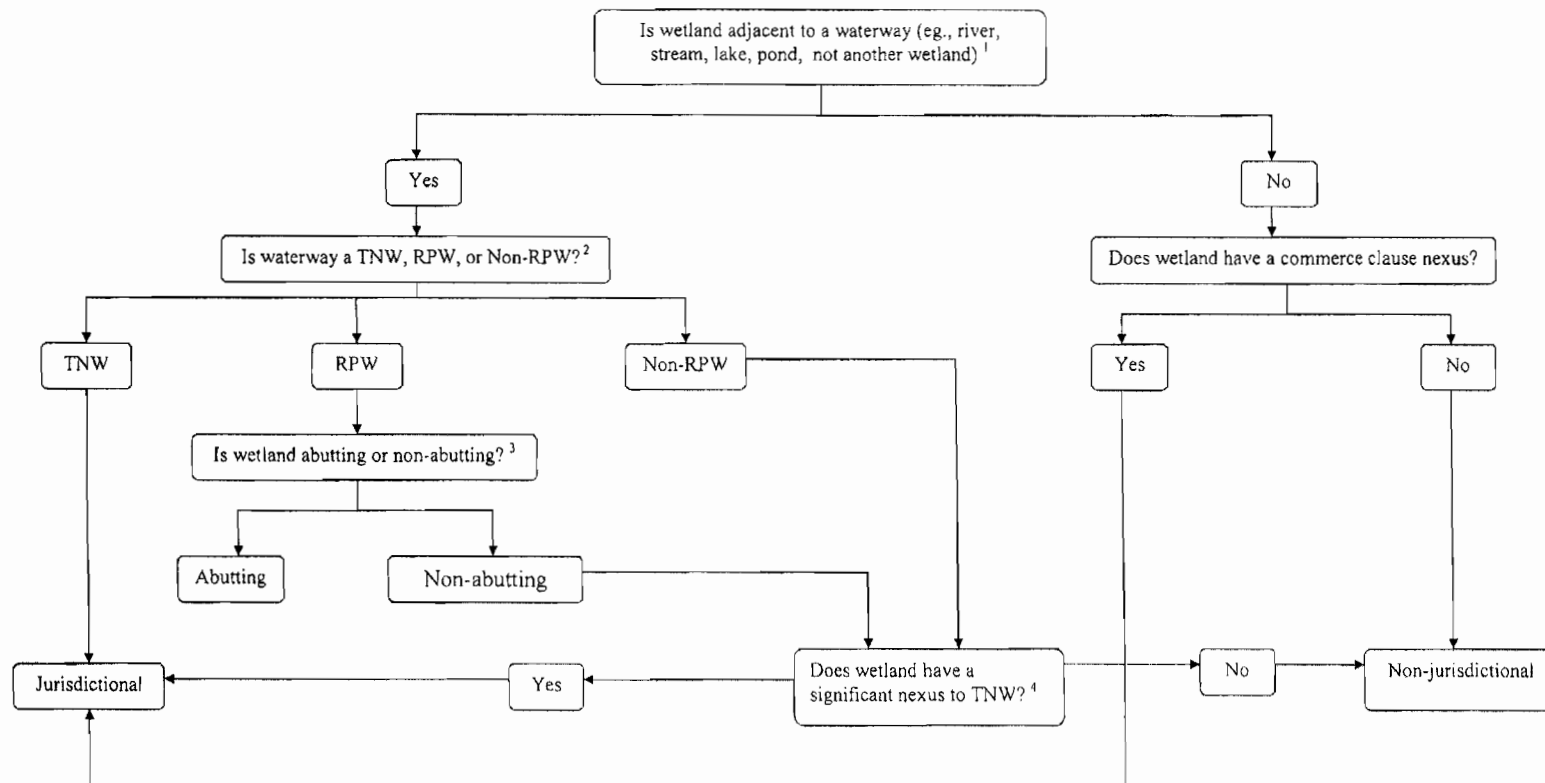 Is wetland adjacent to a waterway (eg., river,
stream, lake, pond, not another wetland) 1
Yes
No
Is waterway a TNW, RPW, or Non-RPW? 2
Does wetland have a commerce clause nexus?
TNW
RPW
Non-RPW
Yes
No
Is wetland abutting or non-abutting? 3
Abutting
Non-abutting
Jurisdictional
Yes
Does wetland have a
significant nexus to TNW? 4
No
Non-jurisdictional